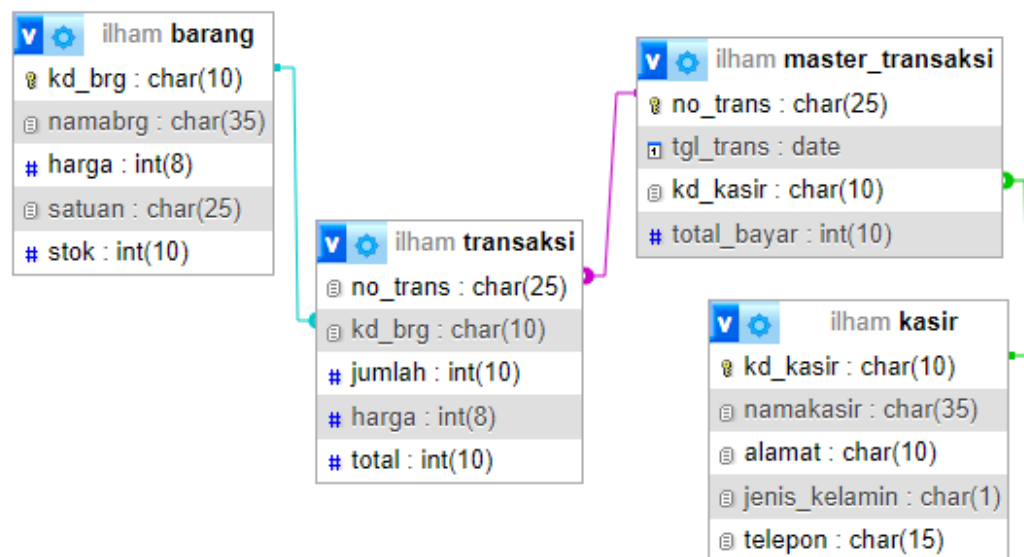 v ilham barang
kd_brg : char(10)
namabrg : char(35)
# harga : int(8)
satuan : char(25)
# stok : int(10)
v ilham transaksi
no_trans : char(25)
kd_brg : char(10)
# jumlah : int(10)
# harga : int(8)
# total : int(10)
v ilham master_transaksi
no_trans : char(25)
tgl_trans : date
kd_kasir : char(10)
# total_bayar : int(10)
v ilham kasir
kd_kasir : char(10)
namakasir : char(35)
alamat : char(10)
jenis_kelamin : char(1)
telepon : char(15)